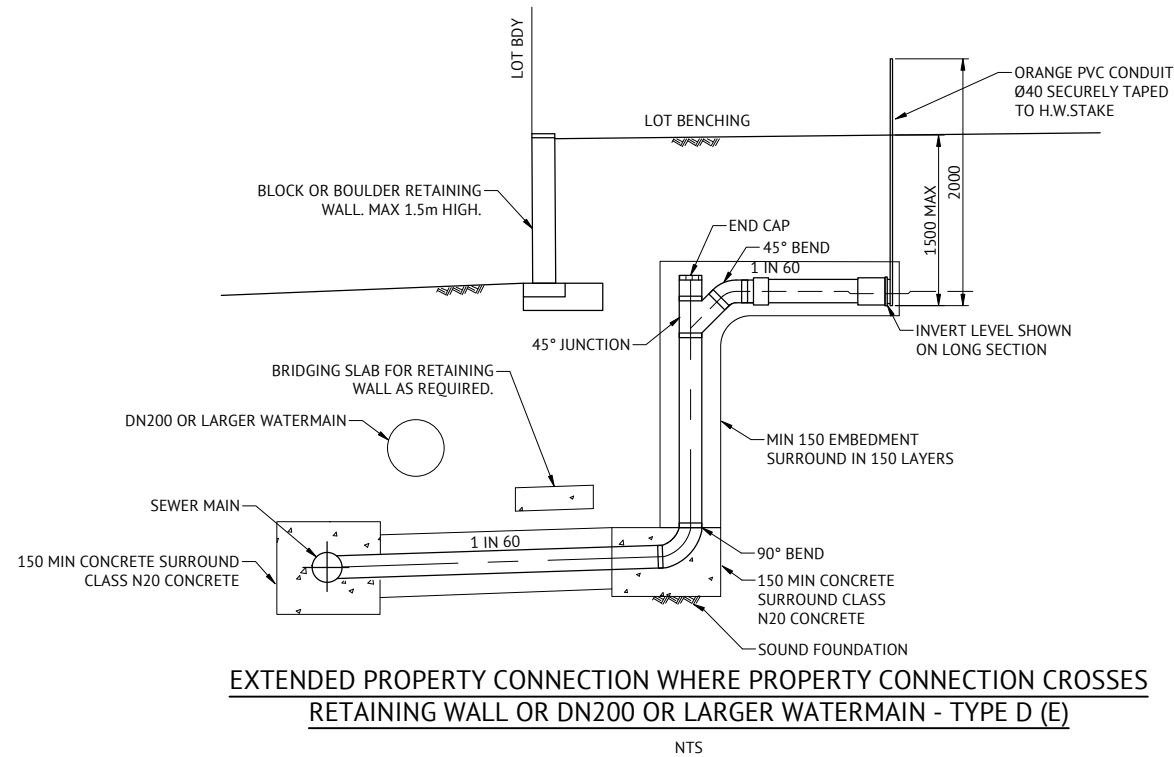 LOT BDY
ORANGE PVC CONDUIT
Ø40 SECURELY TAPED
TO H.W.STAKE
LOT BENCHING
BLOCK OR BOULDER RETAINING
WALL. MAX 1.5m HIGH.
1500 MAX
2000
END CAP
45° BEND
1 IN 60
INVERT LEVEL SHOWN
ON LONG SECTION
45° JUNCTION
BRIDGING SLAB FOR RETAINING
WALL AS REQUIRED.
DN200 OR LARGER WATERMAIN
MIN 150 EMBEDMENT
SURROUND IN 150 LAYERS
SEWER MAIN
1 IN 60
150 MIN CONCRETE SURROUND
CLASS N20 CONCRETE
90° BEND
150 MIN CONCRETE
SURROUND CLASS
N20 CONCRETE
SOUND FOUNDATION
EXTENDED PROPERTY CONNECTION WHERE PROPERTY CONNECTION CROSSES
RETAINING WALL OR DN200 OR LARGER WATERMAIN - TYPE D (E)
NTS